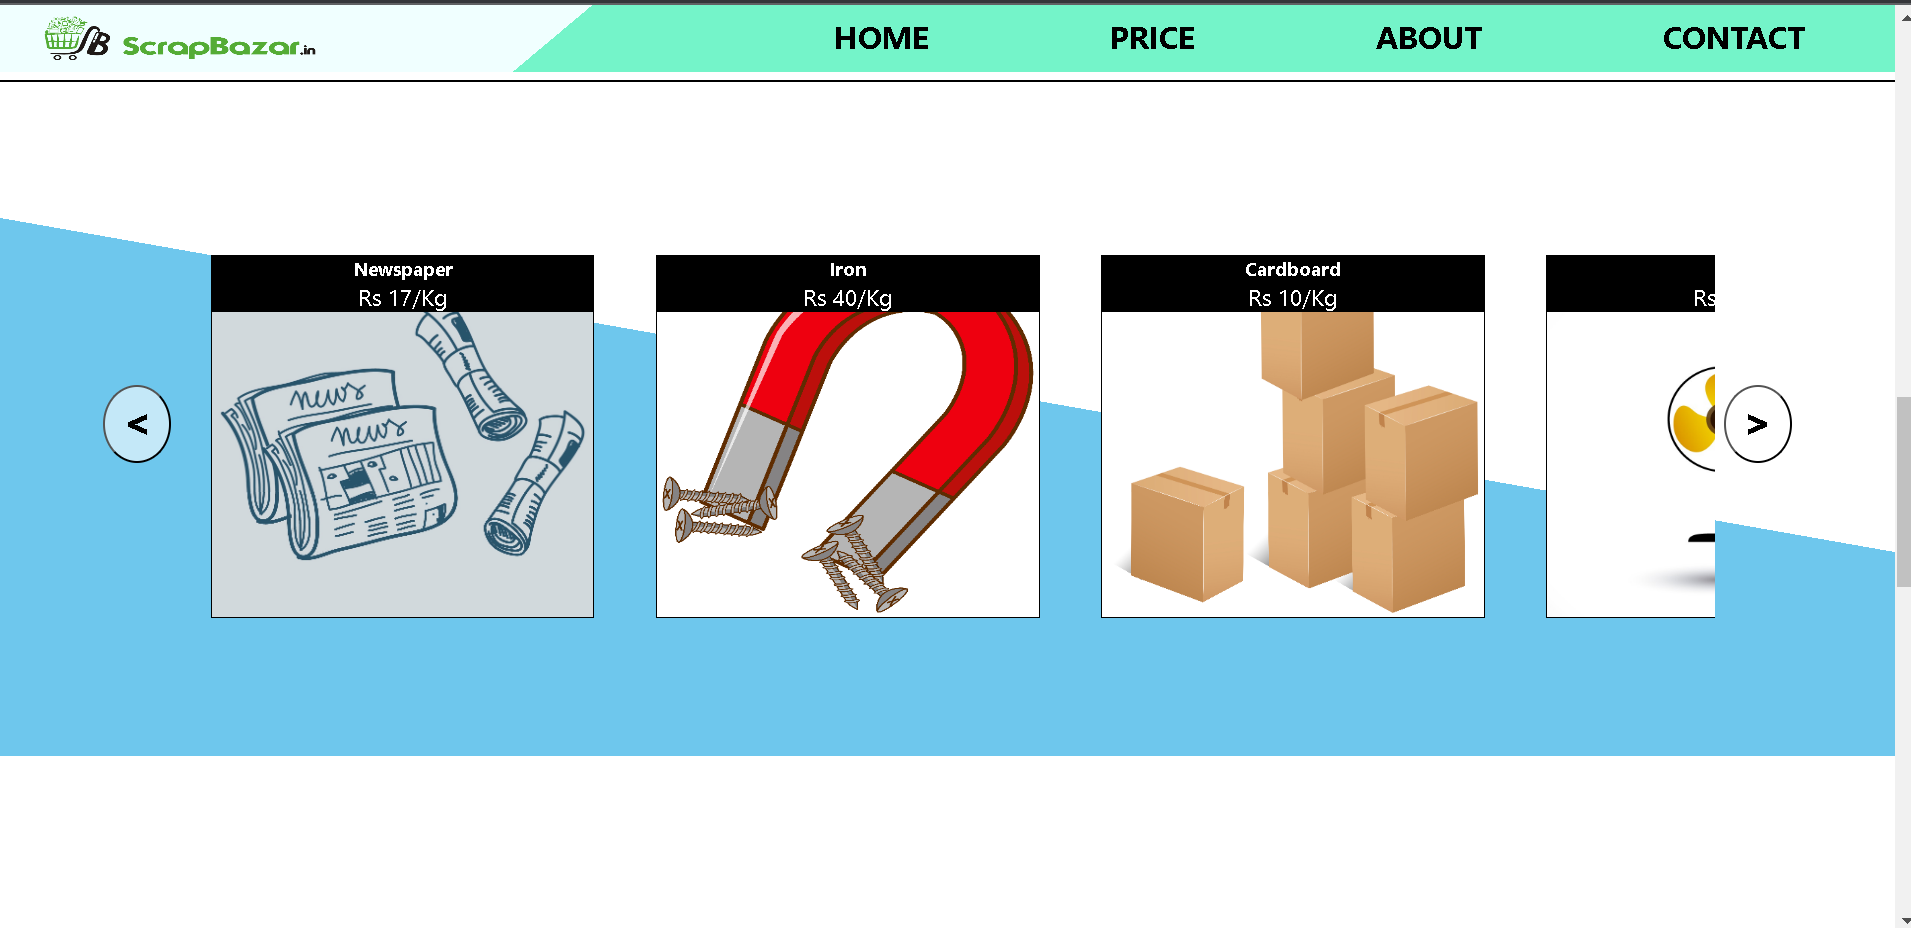 ScrapBazar.in
HOME
PRICE
ABOUT
CONTACT
Newspaper
Rs 17/Kg
Iron
Rs 40/Kg
Cardboard
Rs 10/Kg
Rs
<
>
news
news